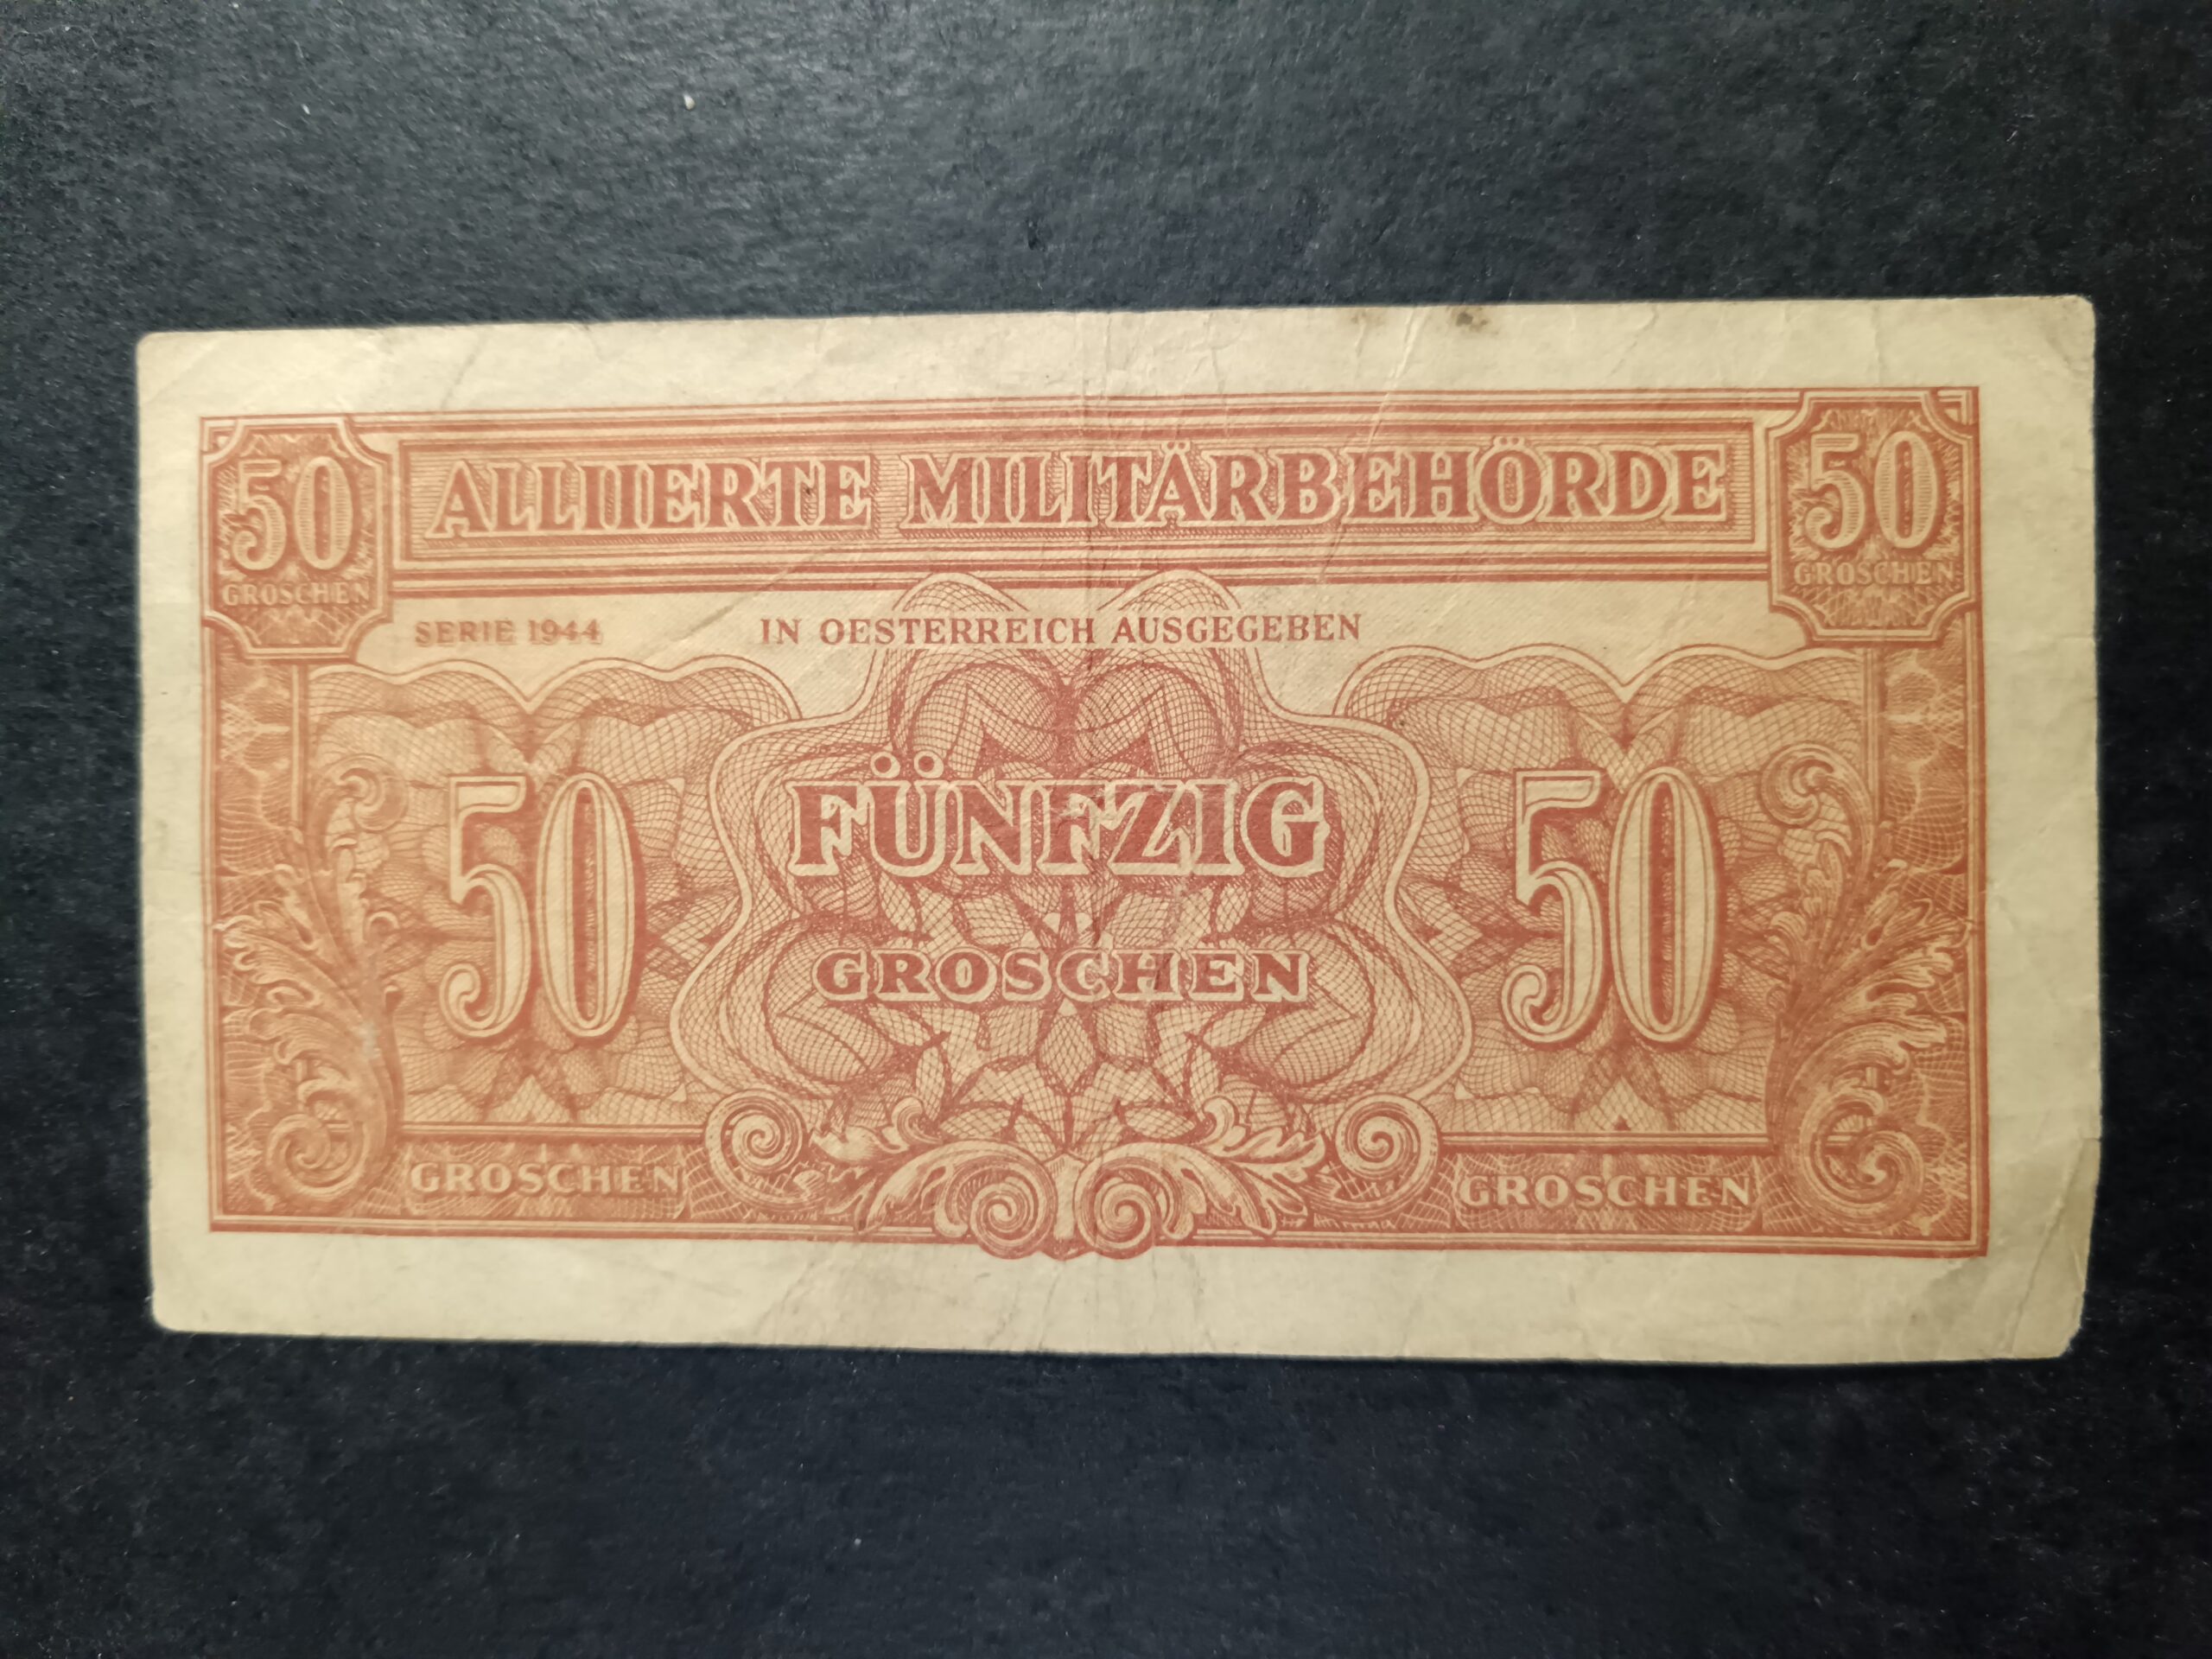 50 ALLIIERTE MILITÄRBEHÖRDE 50
GROSCHEN GROSCHEN
SERIE 1944 IN OESTERREICH AUSGEGEBEN
50 FÜNFZIG 50
GROSCHEN
GROSCHEN GROSCHEN